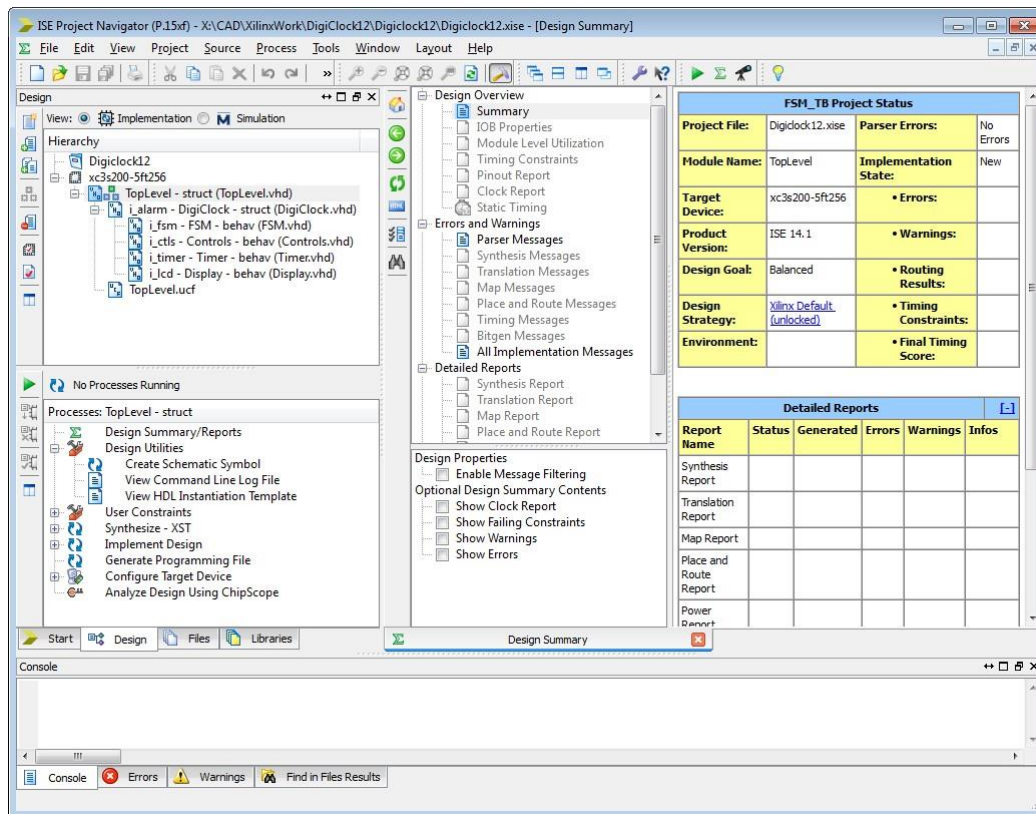 ISE Project Navigator (P.15xf) - X:\CAD\XilinxWork\DigiClock12\Digiclock12\Digiclock12.xise - [Design Summary]
File Edit View Project Source Process Tools Window Layout Help
Design
View: Implementation Simulation
Hierarchy
Digiclock12
xc3s200-5ft256
TopLevel - struct (TopLevel.vhd)
i_alarm - DigiClock - struct (DigiClock.vhd)
i_fsm - FSM - behav (FSM.vhd)
i_ctls - Controls - behav (Controls.vhd)
i_timer - Timer - behav (Timer.vhd)
i_lcd - Display - behav (Display.vhd)
TopLevel.ucf
No Processes Running
Processes: TopLevel - struct
Design Summary/Reports
Design Utilities
Create Schematic Symbol
View Command Line Log File
View HDL Instantiation Template
User Constraints
Synthesize - XST
Implement Design
Generate Programming File
Configure Target Device
Analyze Design Using ChipScope
Start Design Files Libraries
Design Overview
Summary
IOB Properties
Module Level Utilization
Timing Constraints
Pinout Report
Clock Report
Static Timing
Errors and Warnings
Parser Messages
Synthesis Messages
Translation Messages
Map Messages
Place and Route Messages
Timing Messages
Bitgen Messages
All Implementation Messages
Detailed Reports
Synthesis Report
Translation Report
Map Report
Place and Route Report
Design Properties
Enable Message Filtering
Optional Design Summary Contents
Show Clock Report
Show Failing Constraints
Show Warnings
Show Errors
FSM_TB Project Status
Project File: Digiclock12.xise Parser Errors: No
Errors
Module Name: TopLevel Implementation New
State:
Target xc3s200-5ft256 • Errors:
Device:
Product ISE 14.1 • Warnings:
Version:
Design Goal: Balanced • Routing
Results:
Design Xilinx Default • Timing
Strategy: (unlocked) Constraints:
Environment: • Final Timing
Score:
Detailed Reports [-]
Report Status Generated Errors Warnings Infos
Name
Synthesis
Report
Translation
Report
Map Report
Place and
Route
Report
Power
Report
Design Summary
Console
Console Errors Warnings Find in Files Results